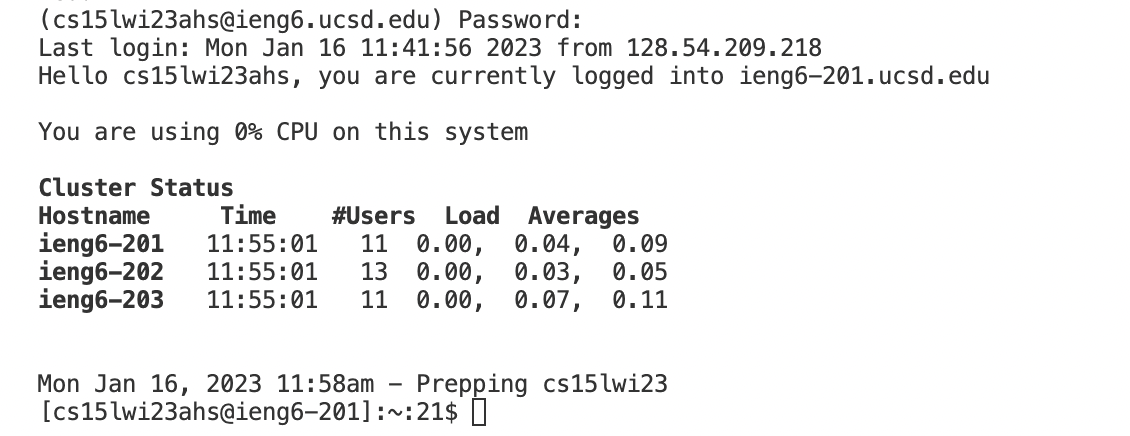 (cs15lwi23ahs@ieng6.ucsd.edu) Password:
Last login: Mon Jan 16 11:41:56 2023 from 128.54.209.218
Hello cs15lwi23ahs, you are currently logged into ieng6-201.ucsd.edu
You are using 0% CPU on this system
Cluster Status
Hostname     Time    #Users  Load  Averages
ieng6-201   11:55:01   11  0.00,  0.04,  0.09
ieng6-202   11:55:01   13  0.00,  0.03,  0.05
ieng6-203   11:55:01   11  0.00,  0.07,  0.11
Mon Jan 16, 2023 11:58am - Prepping cs15lwi23
[cs15lwi23ahs@ieng6-201]:~:21$